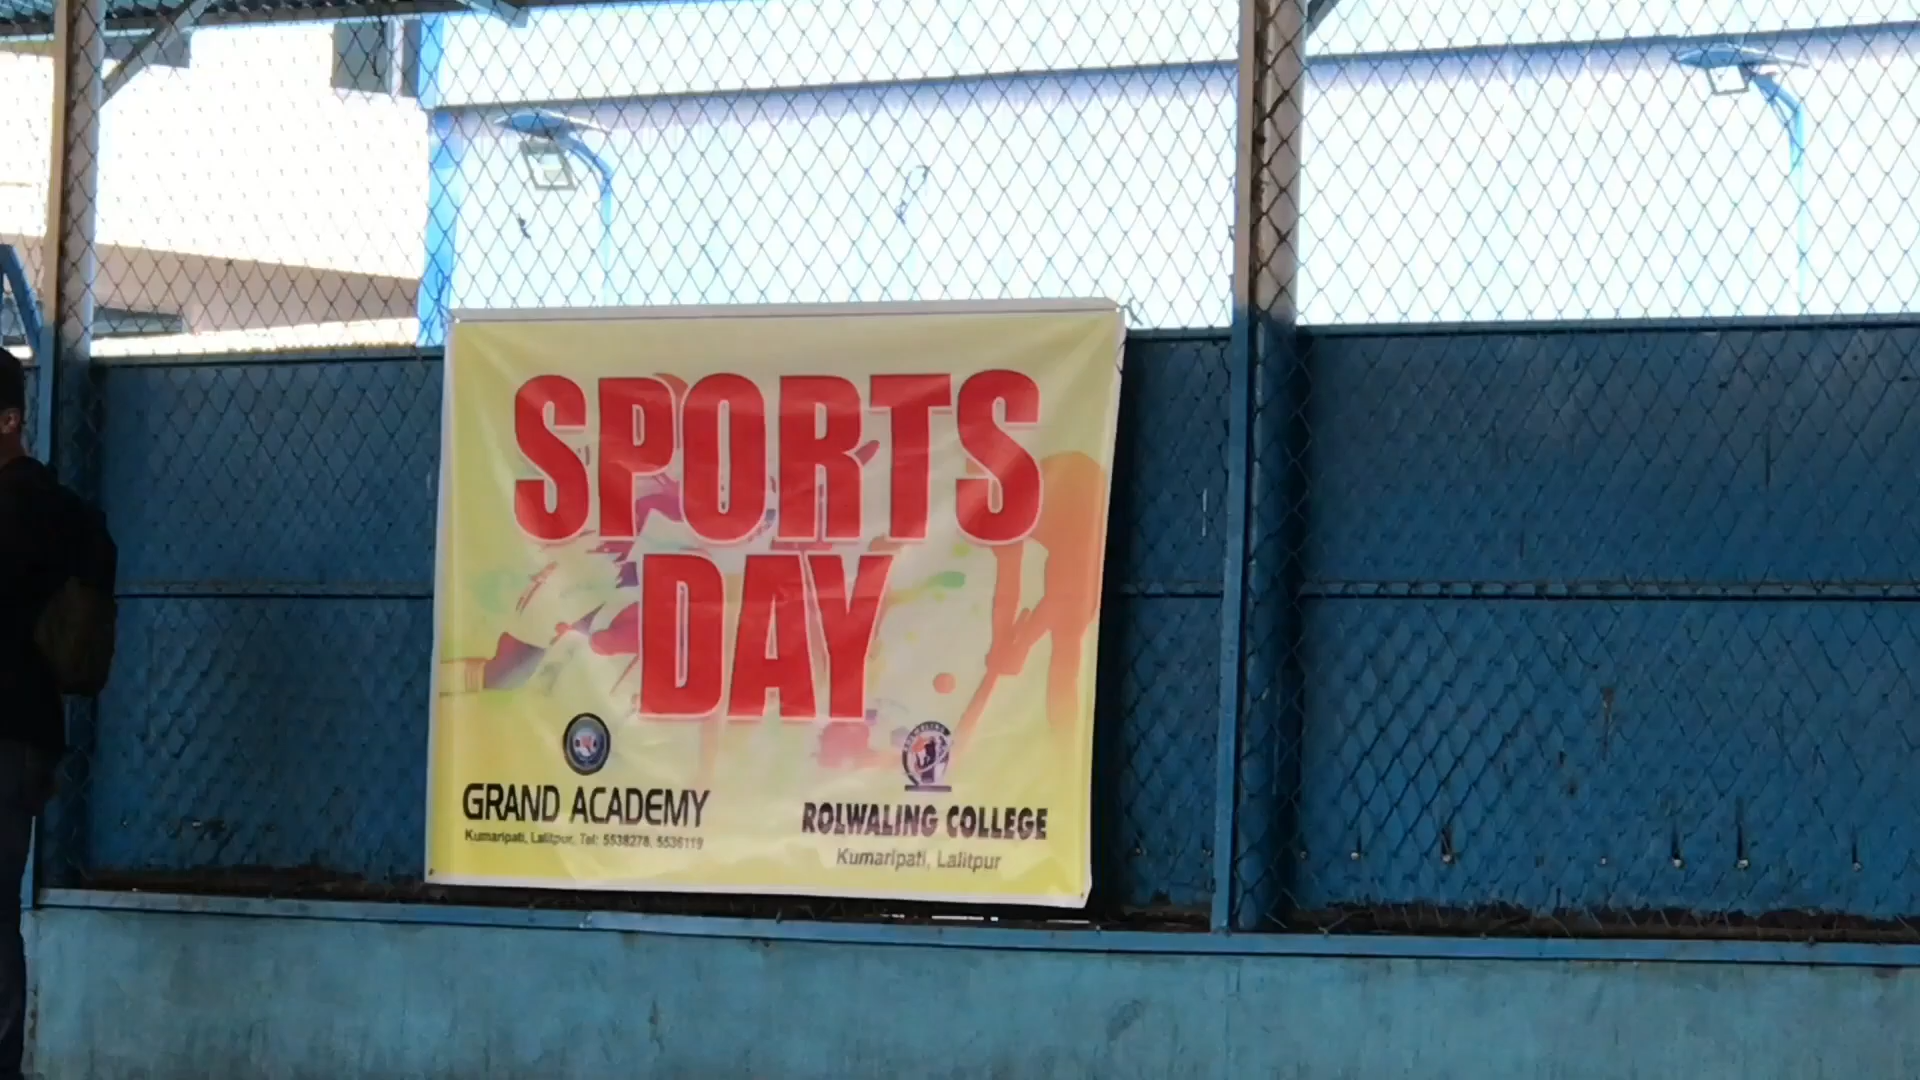 SPORTS
DAY
GRAND ACADEMY
Kumaripati, Lalitpur, Tel: 5538278, 5536119
ROLWALING COLLEGE
Kumaripati, Lalitpur